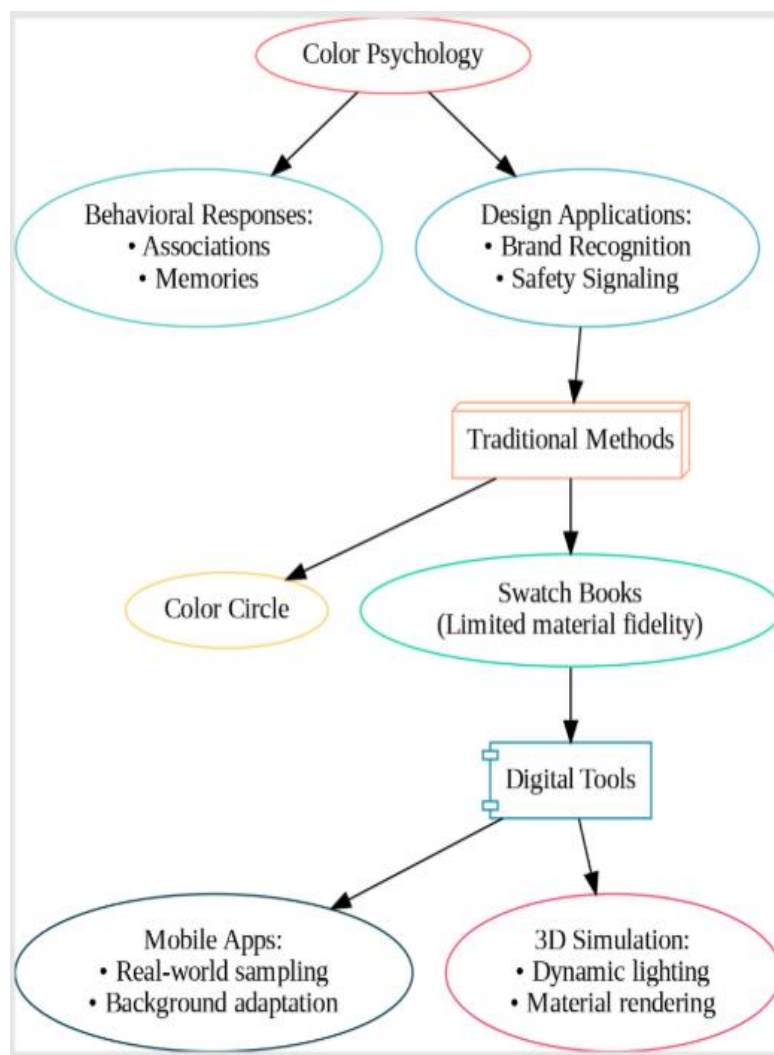 Color Psychology
Behavioral Responses:
• Associations
• Memories
Design Applications:
• Brand Recognition
• Safety Signaling
Traditional Methods
Color Circle
Swatch Books
(Limited material fidelity)
Digital Tools
Mobile Apps:
• Real-world sampling
• Background adaptation
3D Simulation:
• Dynamic lighting
• Material rendering